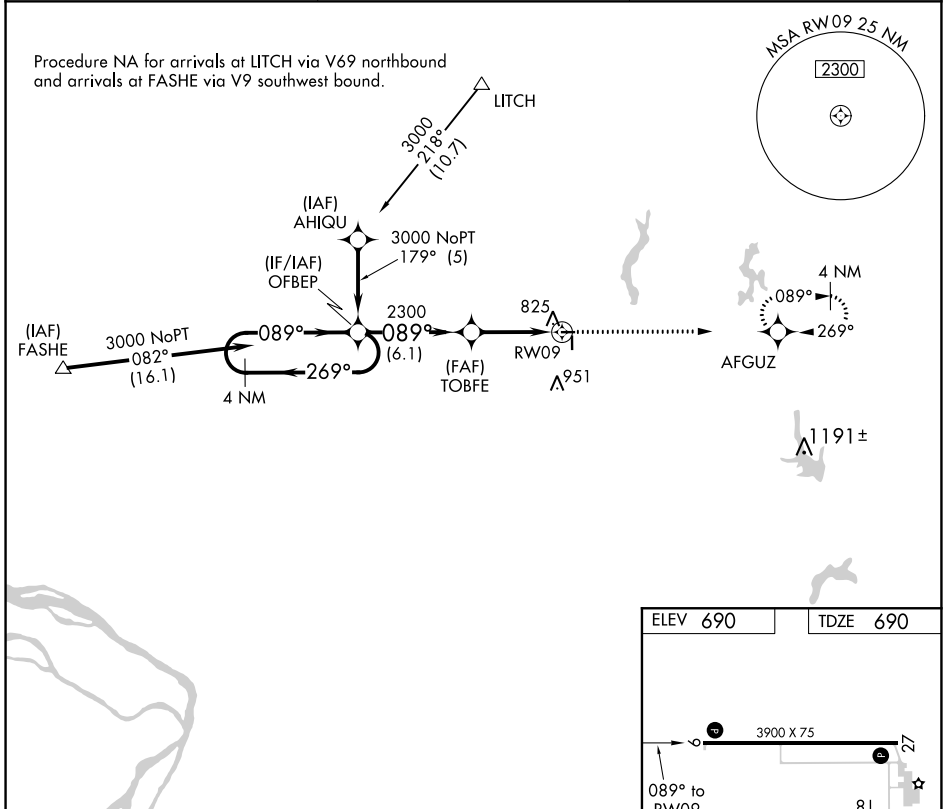 Procedure NA for arrivals at LITCH via V69 northbound
and arrivals at FASHE via V9 southwest bound.
MSA RW09 25 NM
2300
LITCH
3000
218°
(10.7)
(IAF)
AHIQU
3000 NoPT
179° (5)
(IF/IAF)
OFBEP
(IAF)
FASHE
3000 NoPT
082°
(16.1)
089°
269°
4 NM
2300
089°
(6.1)
(FAF)
TOBFE
825
RW09
951
4 NM
089°
269°
AFGUZ
1191±
ELEV 690
TDZE 690
9
P
3900 X 75
P
27
089° to
RW09